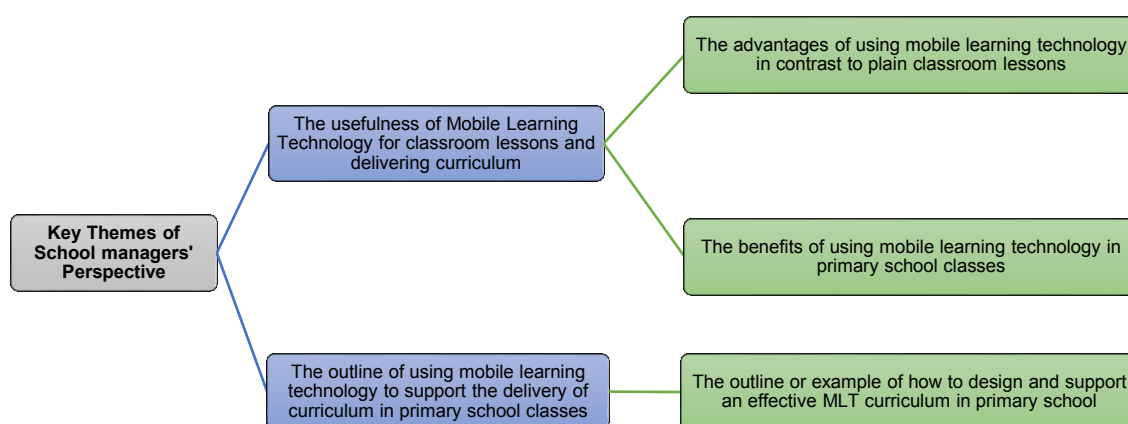 The advantages of using mobile learning technology
in contrast to plain classroom lessons
The usefulness of Mobile Learning
Technology for classroom lessons and
delivering curriculum
Key Themes of
School managers'
Perspective
The benefits of using mobile learning technology in
primary school classes
The outline of using mobile learning
technology to support the delivery of
curriculum in primary school classes
The outline or example of how to design and support
an effective MLT curriculum in primary school